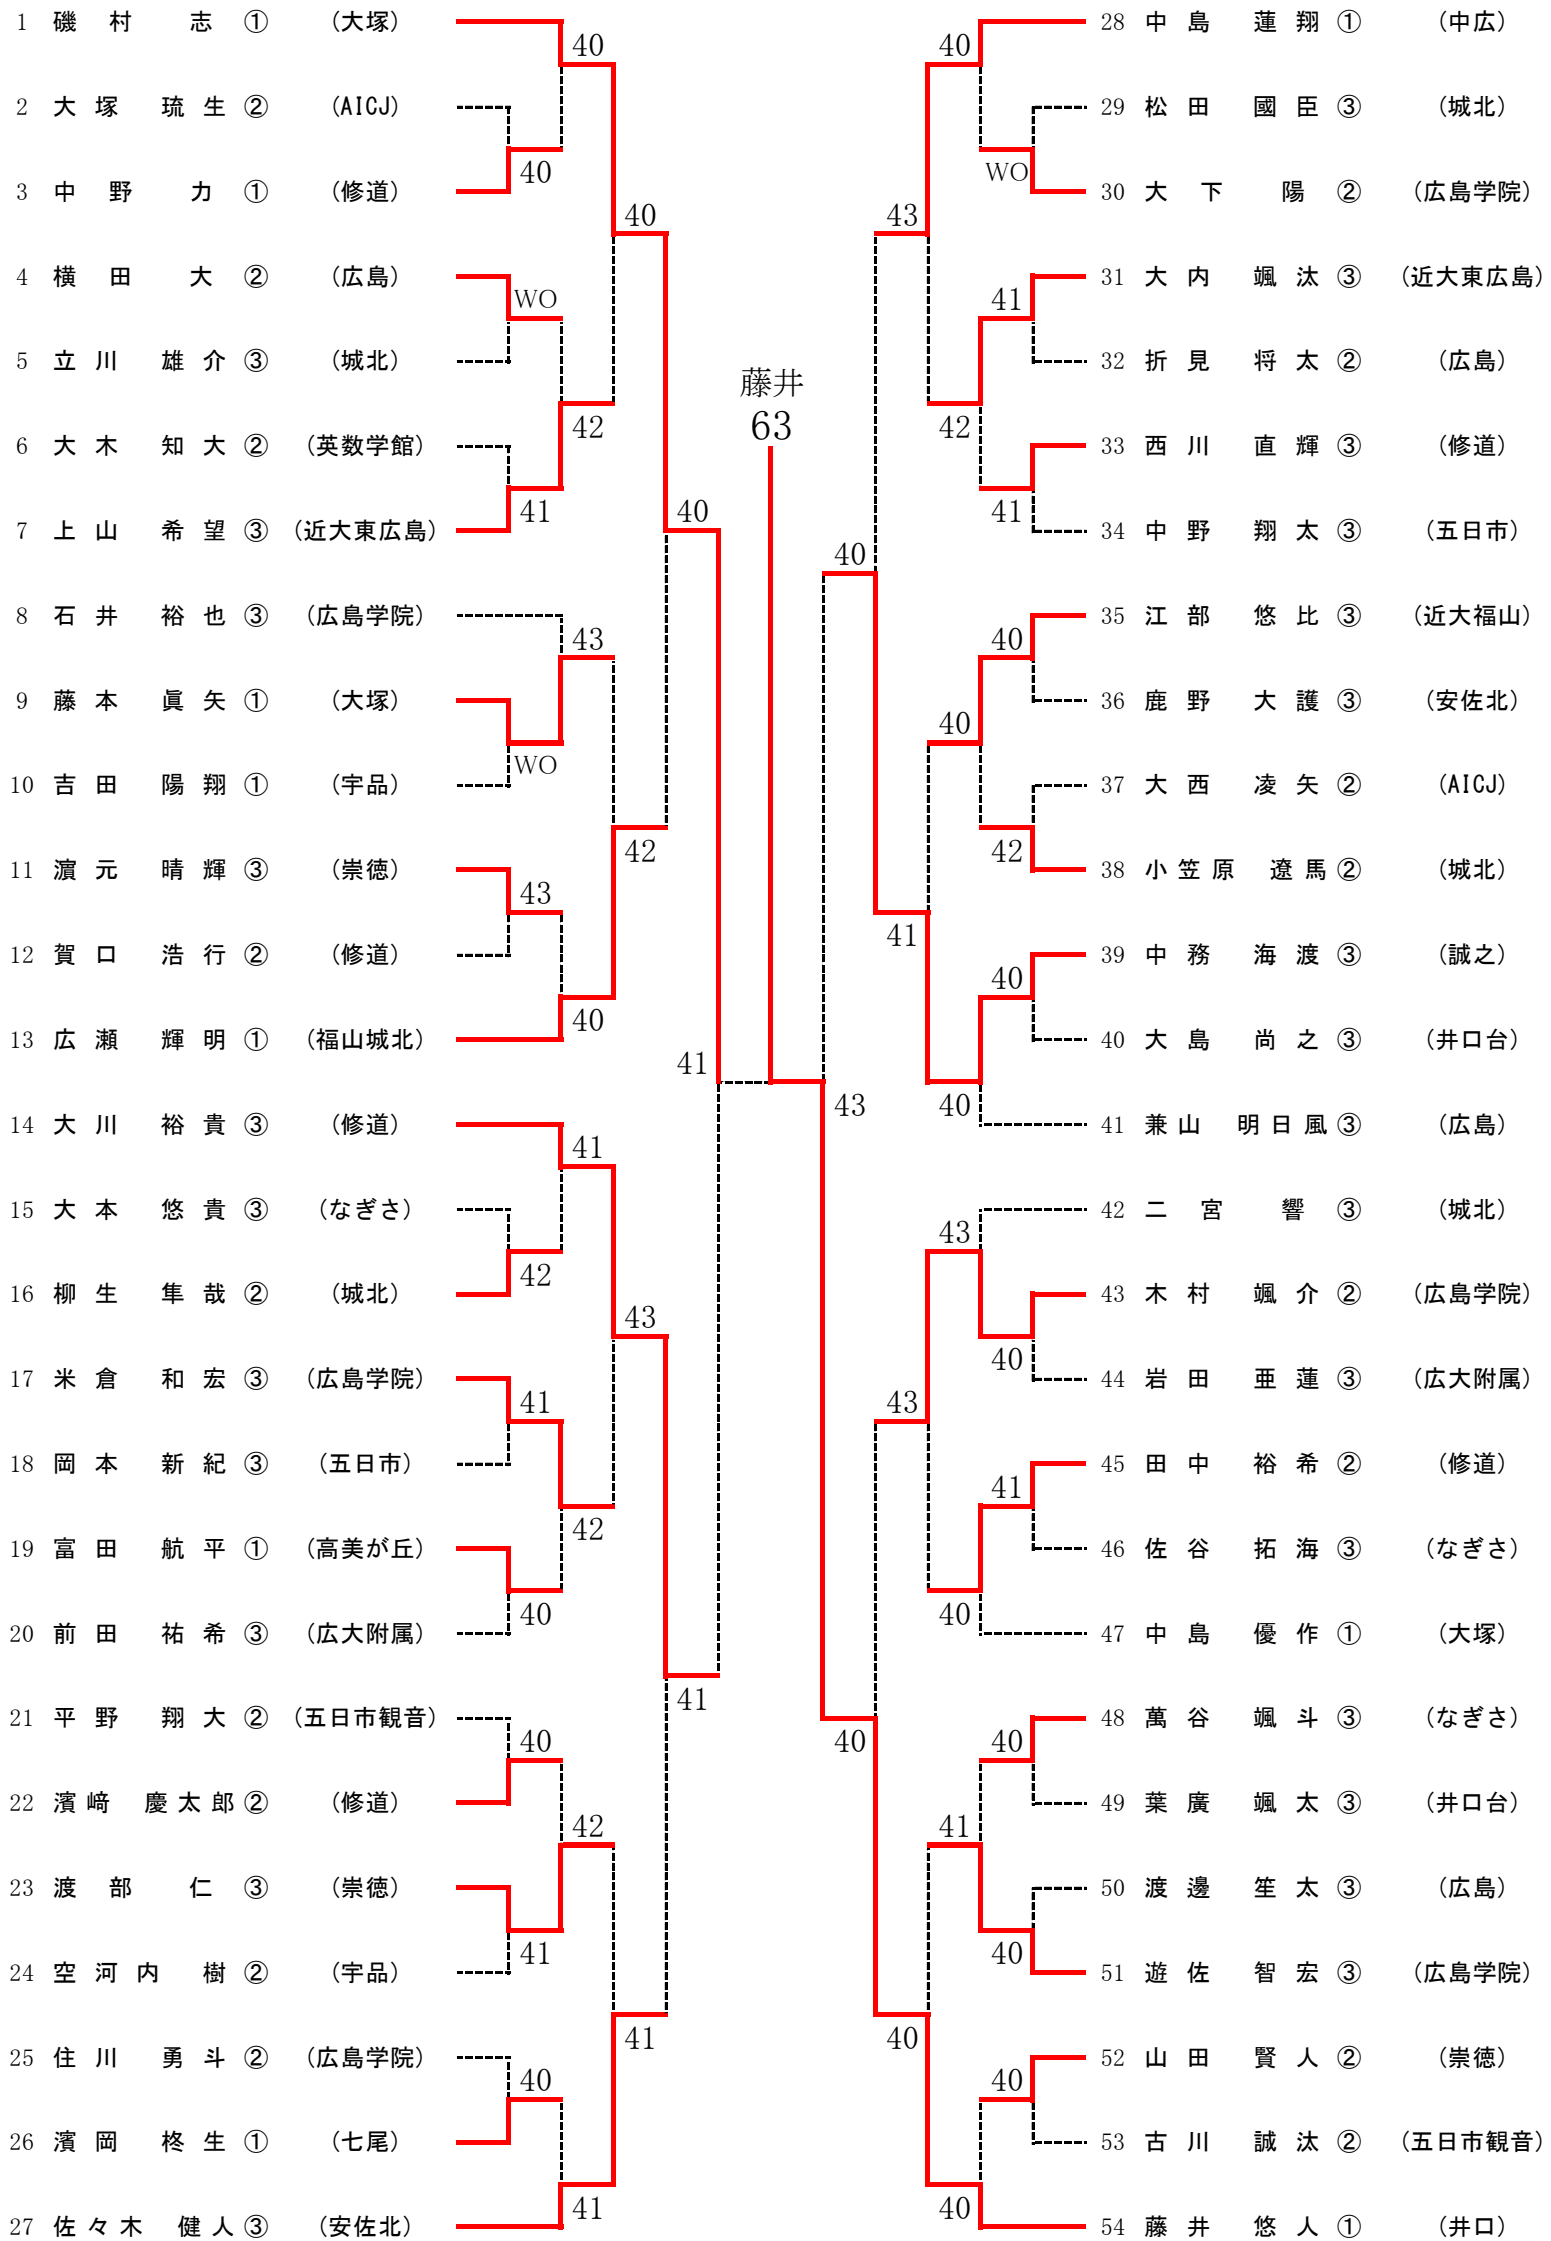 1 磯村 志 ① (大塚)
40
2 大塚 琉生 ② (AICJ)
40
3 中野 力 ① (修道)
40
4 横田 大 ② (広島)
WO
5 立川 雄介 ③ (城北)
42
6 大木 知大 ② (英数学館)
41
7 上山 希望 ③ (近大東広島)
40
8 石井 裕也 ③ (広島学院)
43
9 藤本 眞矢 ① (大塚)
WO
10 吉田 陽翔 ① (宇品)
42
11 濵元 晴輝 ③ (崇徳)
43
12 賀口 浩行 ② (修道)
40
13 広瀬 輝明 ① (福山城北)
41
14 大川 裕貴 ③ (修道)
41
15 大本 悠貴 ③ (なぎさ)
42
16 柳生 隼哉 ② (城北)
43
17 米倉 和宏 ③ (広島学院)
41
18 岡本 新紀 ③ (五日市)
42
19 富田 航平 ① (高美が丘)
40
20 前田 祐希 ③ (広大附属)
41
21 平野 翔大 ② (五日市観音)
40
22 濱﨑 慶太郎 ② (修道)
42
23 渡部 仁 ③ (崇徳)
41
24 空河内 樹 ② (宇品)
41
25 住川 勇斗 ② (広島学院)
40
26 濱岡 柊生 ① (七尾)
41
27 佐々木 健人 ③ (安佐北)
藤井
63
28 中島 蓮翔 ① (中広)
40
29 松田 國臣 ③ (城北)
WO
30 大下 陽 ② (広島学院)
43
31 大内 颯汰 ③ (近大東広島)
41
32 折見 将太 ② (広島)
42
33 西川 直輝 ③ (修道)
41
34 中野 翔太 ③ (五日市)
40
35 江部 悠比 ③ (近大福山)
40
36 鹿野 大護 ③ (安佐北)
40
37 大西 凌矢 ② (AICJ)
42
38 小笠原 遼馬 ② (城北)
41
39 中務 海渡 ③ (誠之)
40
40 大島 尚之 ③ (井口台)
40
41 兼山 明日風 ③ (広島)
43
42 二宮 響 ③ (城北)
43
43 木村 颯介 ② (広島学院)
40
44 岩田 亜蓮 ③ (広大附属)
43
45 田中 裕希 ② (修道)
41
46 佐谷 拓海 ③ (なぎさ)
40
47 中島 優作 ① (大塚)
40
48 萬谷 颯斗 ③ (なぎさ)
40
49 葉廣 颯太 ③ (井口台)
41
50 渡邊 笙太 ③ (広島)
40
51 遊佐 智宏 ③ (広島学院)
40
52 山田 賢人 ② (崇徳)
40
53 古川 誠汰 ② (五日市観音)
40
54 藤井 悠人 ① (井口)